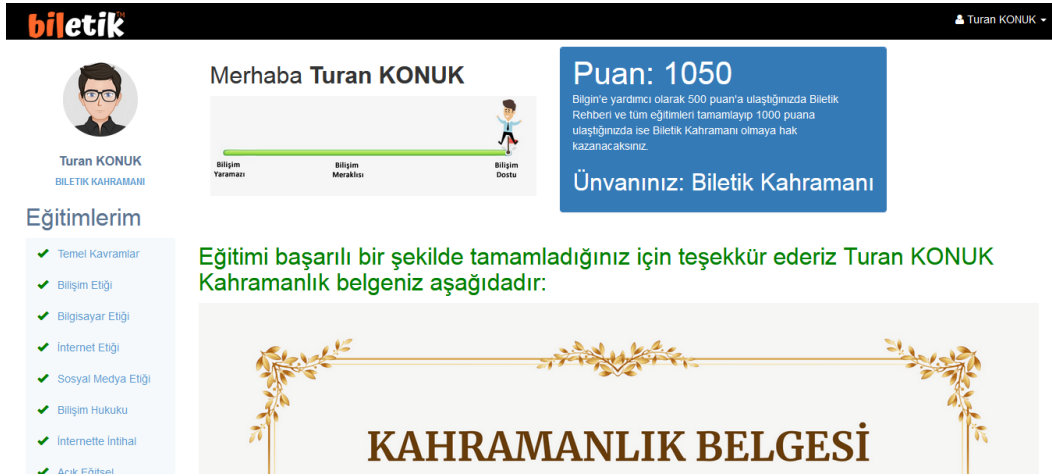 biletik™
Turan KONUK
Turan KONUK
BILETIK KAHRAMANI
Eğitimlerim
Temel Kavramlar
Bilişim Etiği
Bilgisayar Etiği
İnternet Etiği
Sosyal Medya Etiği
Bilişim Hukuku
İnternette İntihal
Açık Eğitsel
Merhaba Turan KONUK
Bilişim
Yaramazı
Bilişim
Meraklısı
Bilişim
Dostu
Puan: 1050
Bilgin'e yardımcı olarak 500 puan'a ulaştığınızda Biletik
Rehberi ve tüm eğitimleri tamamlayıp 1000 puana
ulaştığınızda ise Biletik Kahramanı olmaya hak
kazanacaksınız.
Ünvanınız: Biletik Kahramanı
Eğitimi başarılı bir şekilde tamamladığınız için teşekkür ederiz Turan KONUK
Kahramanlık belgeniz aşağıdadır:
KAHRAMANLIK BELGESİ